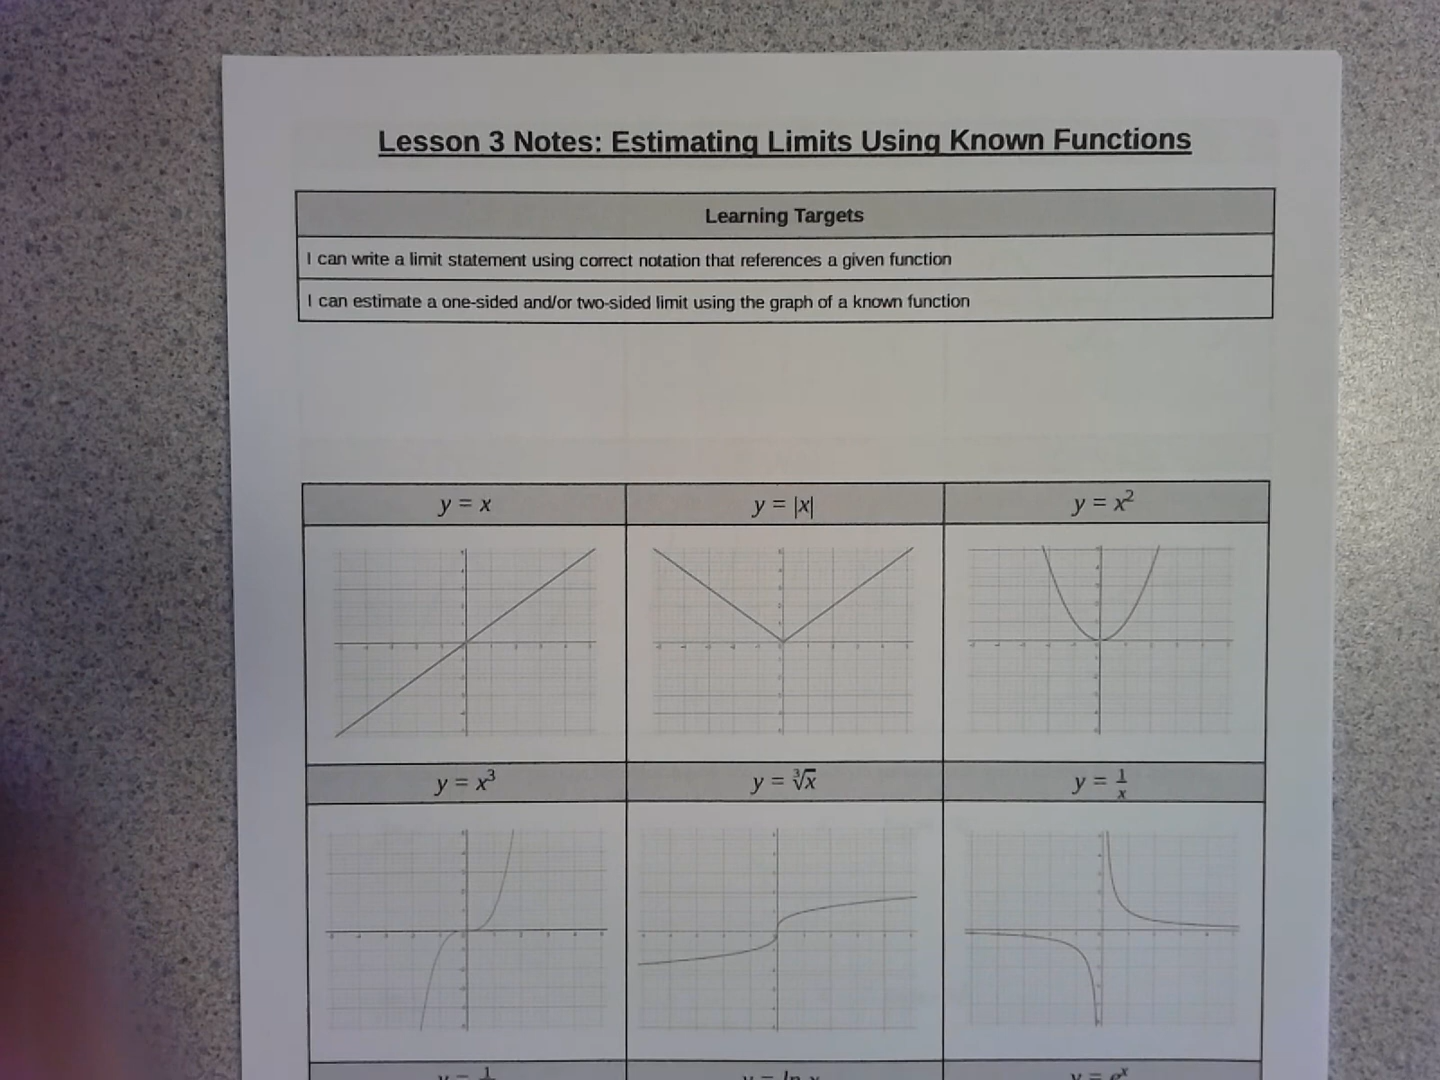 Lesson 3 Notes: Estimating Limits Using Known Functions
Learning Targets
I can write a limit statement using correct notation that references a given function
I can estimate a one-sided and/or two-sided limit using the graph of a known function
y = x
y = |x|
y = x²
y = x³
y = ∛x
y = 1/x
y = ln x
y = eˣ